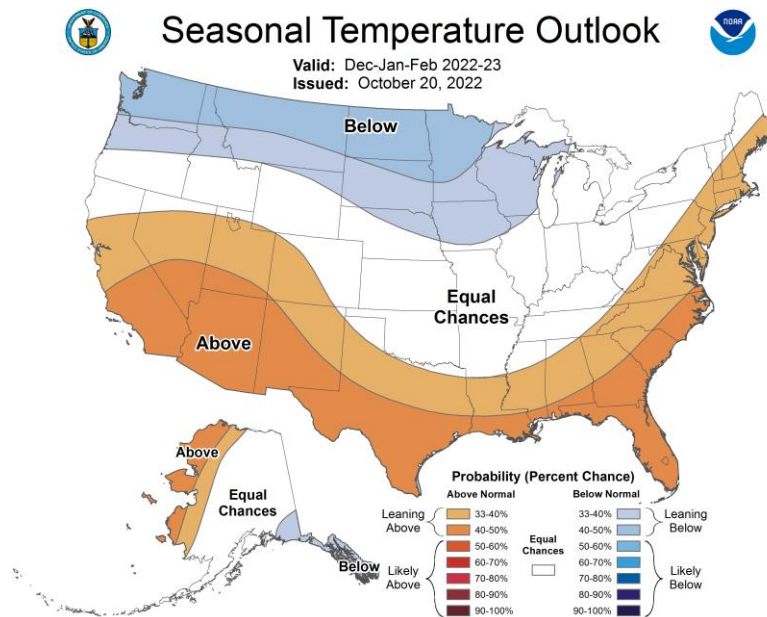 Seasonal Temperature Outlook
NOAA
Valid: Dec-Jan-Feb 2022-23
Issued: October 20, 2022
Below
Equal
Chances
Above
Above
Equal
Chances
Below
Probability (Percent Chance)
Above Normal
Below Normal
Leaning
Above
33-40%
40-50%
Likely
Above
50-60%
60-70%
70-80%
80-90%
90-100%
Equal
Chances
33-40%
40-50%
Leaning
Below
50-60%
60-70%
70-80%
80-90%
90-100%
Likely
Below